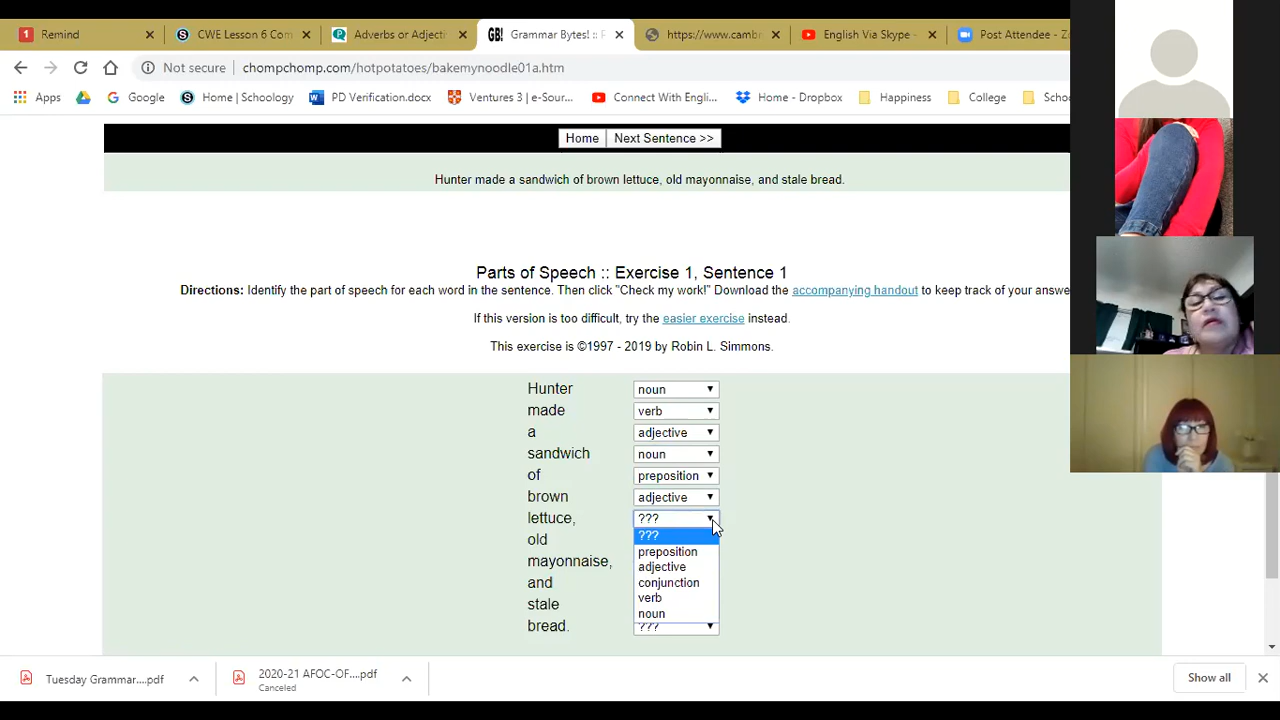 1 Remind
CWE Lesson 6 Com
Adverbs or Adjecti
GB! Grammar Bytes! :: P
https://www.cambr
English Via Skype -
Post Attendee - Zo
Not secure
chompchomp.com/hotpotatoes/bakemynoodle01a.htm
Apps
Google
Home | Schoology
PD Verification.docx
Ventures 3 | e-Sour...
Connect With Engli...
Home - Dropbox
Happiness
College
Schoo
Home
Next Sentence >>
Hunter made a sandwich of brown lettuce, old mayonnaise, and stale bread.
Parts of Speech :: Exercise 1, Sentence 1
Directions: Identify the part of speech for each word in the sentence. Then click "Check my work!" Download the accompanying handout to keep track of your answe
If this version is too difficult, try the easier exercise instead.
This exercise is ©1997 - 2019 by Robin L. Simmons.
Hunter noun
made verb
a adjective
sandwich noun
of preposition
brown adjective
lettuce, ???
???
old
preposition
mayonnaise,
adjective
and conjunction
verb
stale
noun
bread. ???
Tuesday Grammar....pdf
2020-21 AFOC-OF....pdf
Canceled
Show all